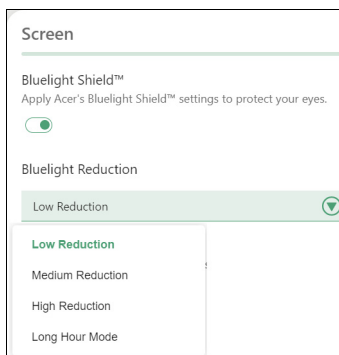 Screen
Bluelight Shield™
Apply Acer's Bluelight Shield™ settings to protect your eyes.
Bluelight Reduction
Low Reduction
Low Reduction
Medium Reduction
High Reduction
Long Hour Mode